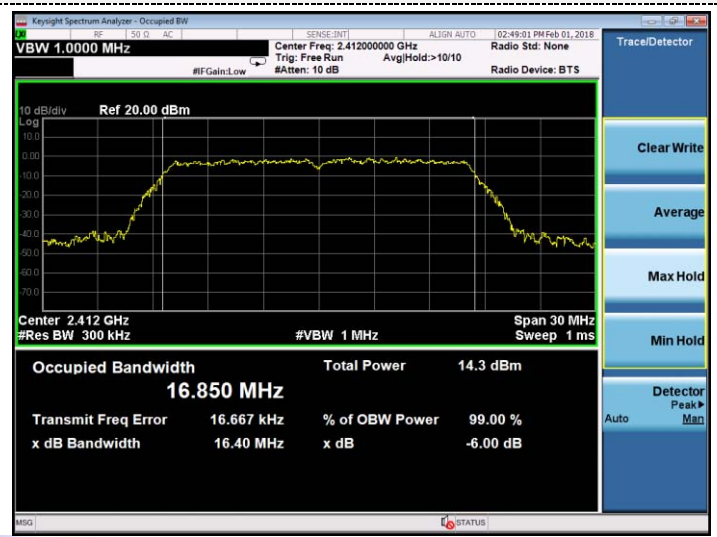 Keysight Spectrum Analyzer - Occupied BW
RF 50 Ω AC SENSE:INT ALIGN AUTO 02:49:01 PM Feb 01, 2018
VBW 1.0000 MHz
Center Freq: 2.412000000 GHz
Radio Std: None
Trig: Free Run Avg|Hold:>10/10
#IFGain:Low
#Atten: 10 dB
Radio Device: BTS
Trace/Detector
10 dB/div Ref 20.00 dBm
Log
10.0
0.00
-10.0
-20.0
-30.0
-40.0
-50.0
-60.0
-70.0
Center 2.412 GHz Span 30 MHz
#Res BW 300 kHz #VBW 1 MHz Sweep 1 ms
Occupied Bandwidth Total Power 14.3 dBm
16.850 MHz
Transmit Freq Error 16.667 kHz % of OBW Power 99.00 %
x dB Bandwidth 16.40 MHz x dB -6.00 dB
Clear Write
Average
Max Hold
Min Hold
Detector
Peak▶
Auto Man
MSG STATUS